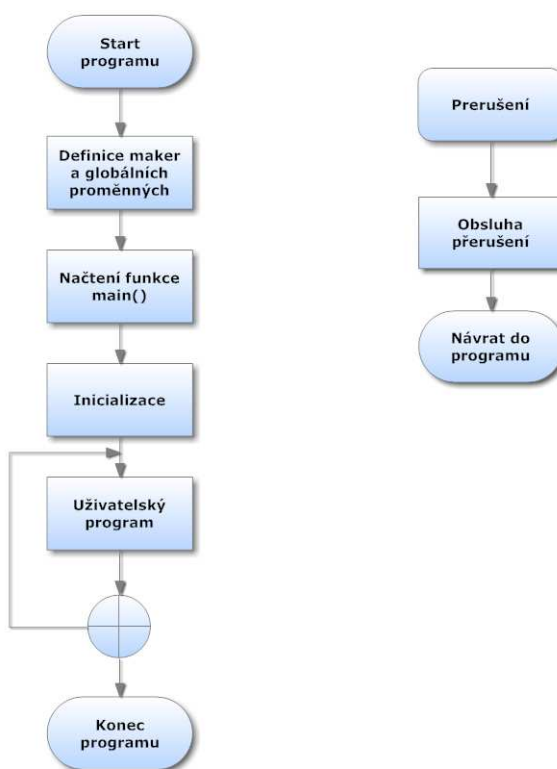 Start
programu
Definice maker
a globálních
proměnných
Načtení funkce
main()
Inicializace
Uživatelský
program
Konec
programu
Prerušení
Obsluha
přerušení
Návrat do
programu